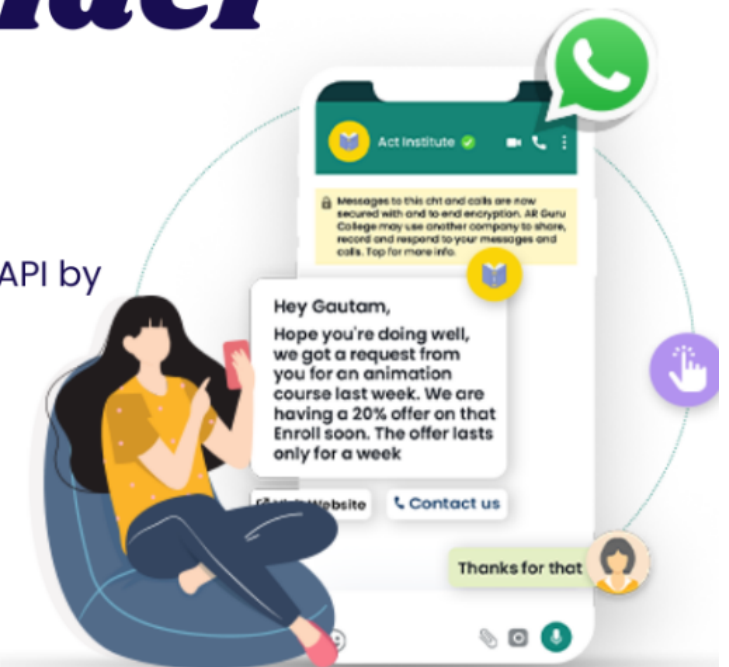 Act Institute
Messages to this cht and calls are now
secured with and to end encryption. AR Guru
College may use another company to share,
record and respond to your messages and
calls. Top for more info.
API by
Hey Gautam,
Hope you're doing well,
we got a request from
you for an animation
course last week. We are
having a 20% offer on that
Enroll soon. The offer lasts
only for a week
Website
Contact us
Thanks for that